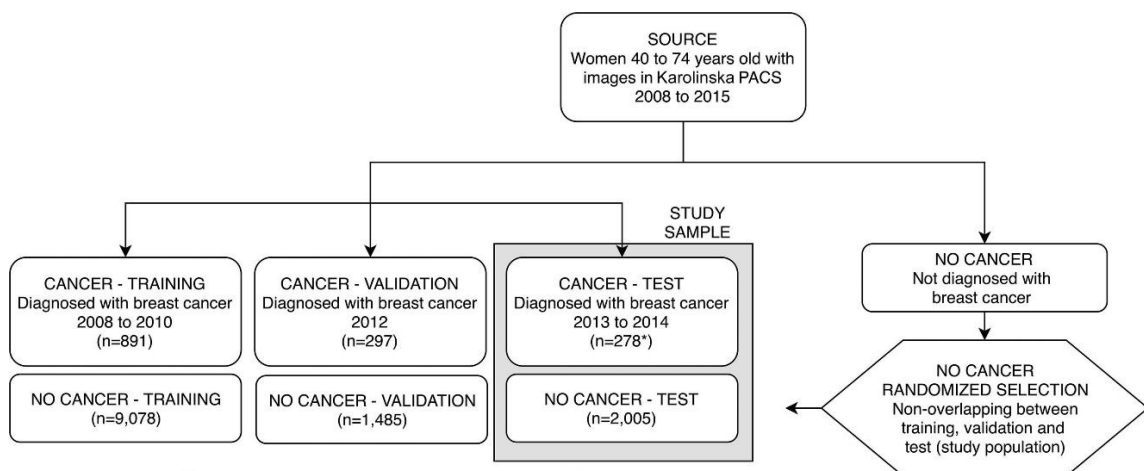 SOURCE
Women 40 to 74 years old with
images in Karolinska PACS
2008 to 2015
STUDY
SAMPLE
CANCER - TRAINING
Diagnosed with breast cancer
2008 to 2010
(n=891)
CANCER - VALIDATION
Diagnosed with breast cancer
2012
(n=297)
CANCER - TEST
Diagnosed with breast cancer
2013 to 2014
(n=278*)
NO CANCER
Not diagnosed with
breast cancer
NO CANCER - TRAINING
(n=9,078)
NO CANCER - VALIDATION
(n=1,485)
NO CANCER - TEST
(n=2,005)
NO CANCER
RANDOMIZED SELECTION
Non-overlapping between
training, validation and
test (study population)